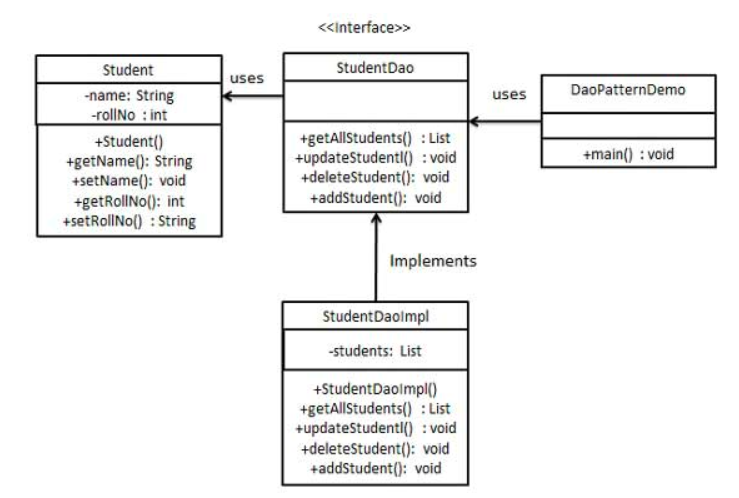 <<Interface>>
Student
-name: String
-rollNo : int
+Student()
+getName(): String
+setName(): void
+getRollNo(): int
+setRollNo() : String
uses
StudentDao
+getAllStudents() : List
+updateStudentl() : void
+deleteStudent(): void
+addStudent(): void
uses
DaoPatternDemo
+main() : void
Implements
StudentDaoImpl
-students: List
+StudentDaoImpl()
+getAllStudents() : List
+updateStudentl() : void
+deleteStudent(): void
+addStudent(): void